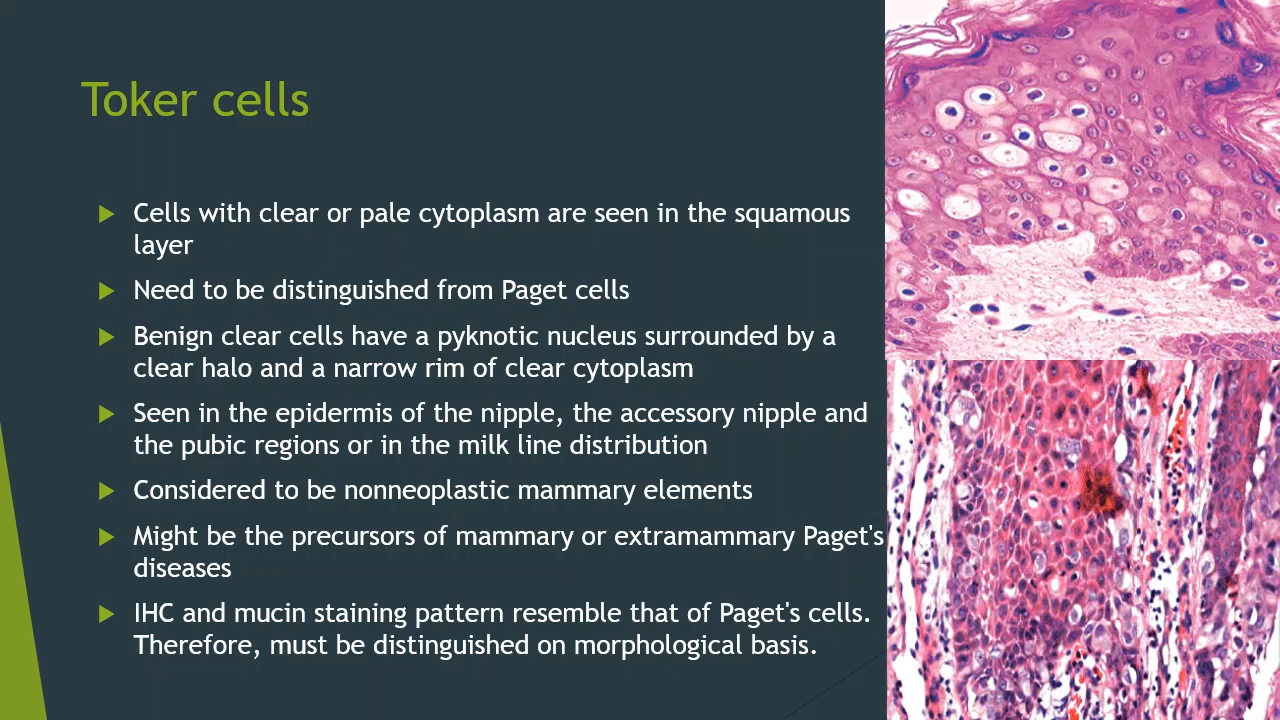 Toker cells
Cells with clear or pale cytoplasm are seen in the squamous
layer
Need to be distinguished from Paget cells
Benign clear cells have a pyknotic nucleus surrounded by a
clear halo and a narrow rim of clear cytoplasm
Seen in the epidermis of the nipple, the accessory nipple and
the pubic regions or in the milk line distribution
Considered to be nonneoplastic mammary elements
Might be the precursors of mammary or extramammary Paget's
diseases
IHC and mucin staining pattern resemble that of Paget's cells.
Therefore, must be distinguished on morphological basis.